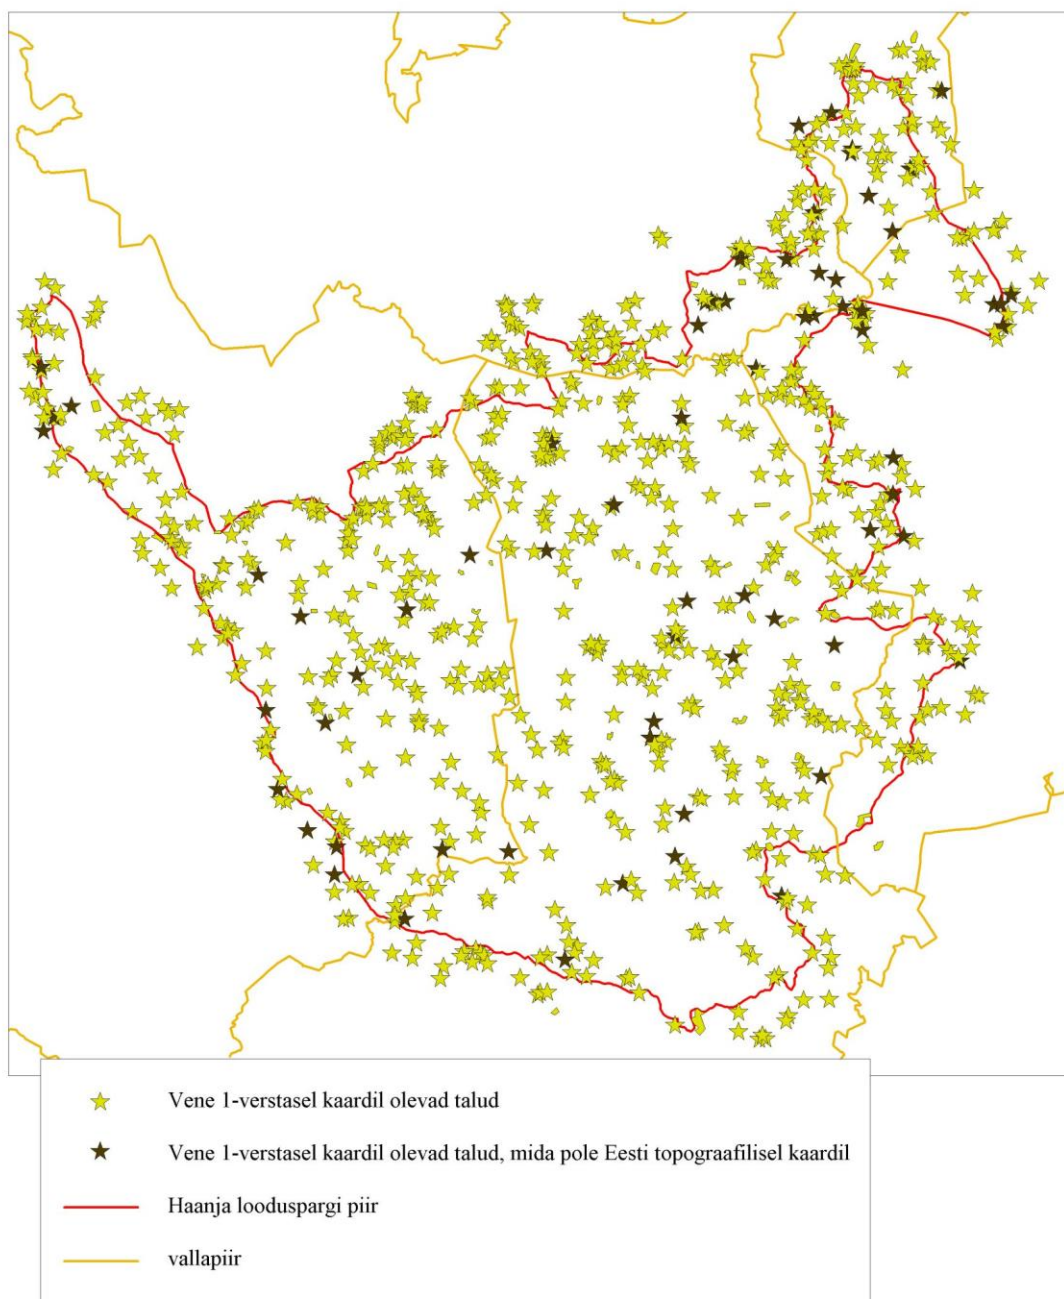 Vene 1-verstasel kaardil olevad talud
Vene 1-verstasel kaardil olevad talud, mida pole Eesti topograafilisel kaardil
Haanja looduspargi piir
vallapiir